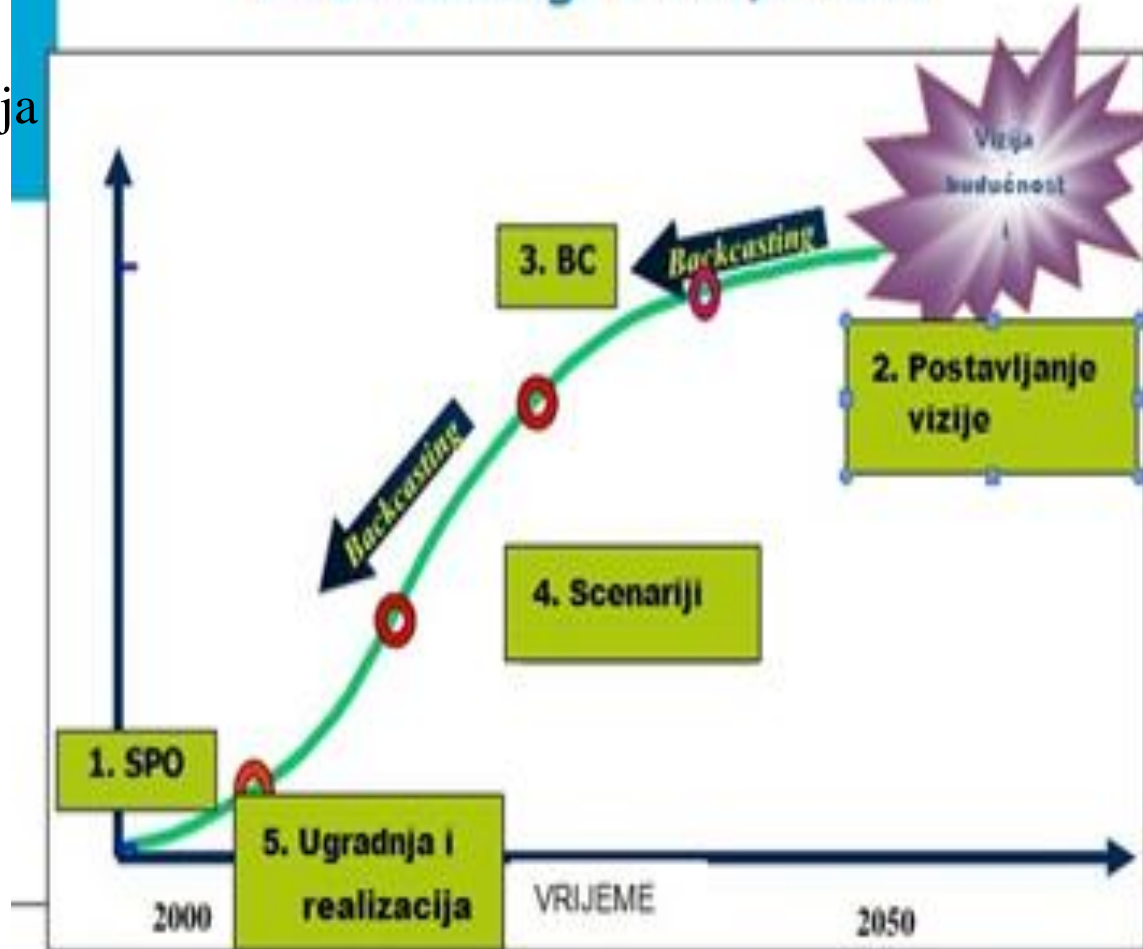 ja
Vizija
budućnost
i
3. BC
Backcasting
2. Postavljanje
vizije
Backcasting
4. Scenariji
1. SPO
5. Ugradnja i
realizacija
VRIJEME
2000
2050